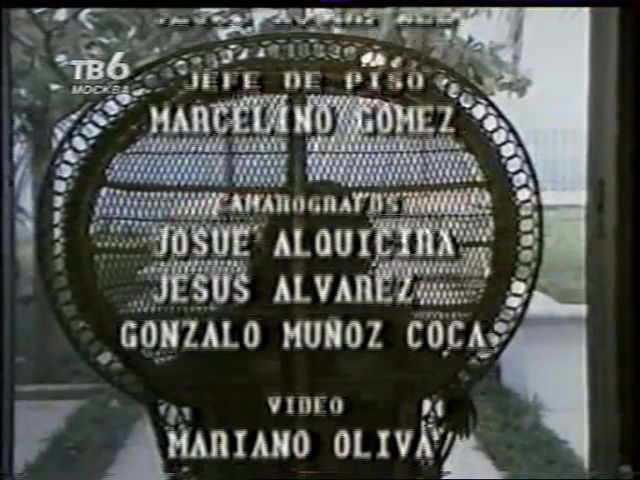 ТВ6
МОСКВА
JEFE DE PISO
MARCELINO GOMEZ
CAMAROGRAFOS
JOSUE ALQUICIRA
JESUS ALVAREZ
GONZALO MUÑOZ COCA
VIDEO
MARIANO OLIVA